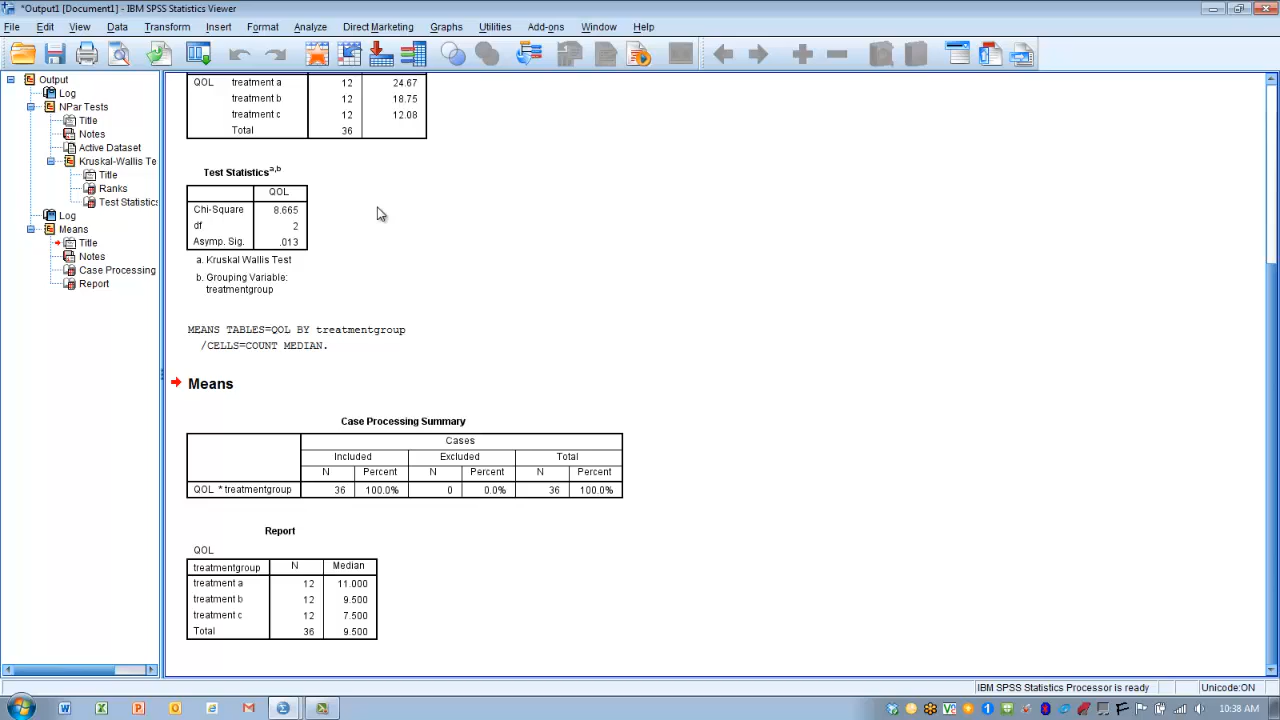 *Output1 [Document1] - IBM SPSS Statistics Viewer
File Edit View Data Transform Insert Format Analyze Direct Marketing Graphs Utilities Add-ons Window Help
Output
Log
NPar Tests
Title
Notes
Active Dataset
Kruskal-Wallis Te
Title
Ranks
Test Statistics
Log
Means
Title
Notes
Case Processing
Report
QOL treatment a 12 24.67
treatment b 12 18.75
treatment c 12 12.08
Total 36
Test Statisticsa,b
QOL
Chi-Square 8.665
df 2
Asymp. Sig. .013
a. Kruskal Wallis Test
b. Grouping Variable:
treatmentgroup
MEANS TABLES=QOL BY treatmentgroup
/CELLS=COUNT MEDIAN.
Means
Case Processing Summary
Cases
Included Excluded Total
N Percent N Percent N Percent
QOL * treatmentgroup 36 100.0% 0 0.0% 36 100.0%
Report
QOL
treatmentgroup N Median
treatment a 12 11.000
treatment b 12 9.500
treatment c 12 7.500
Total 36 9.500
IBM SPSS Statistics Processor is ready Unicode:ON
10:38 AM